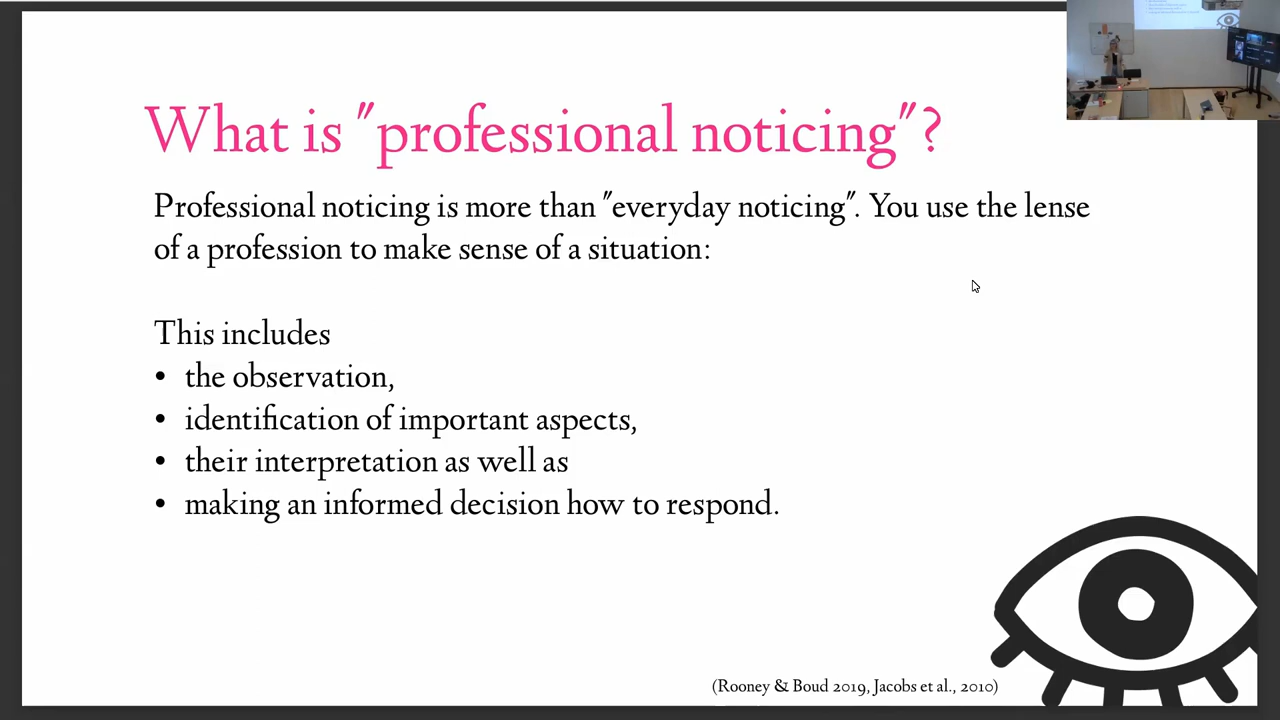 What is "professional noticing"?
Professional noticing is more than "everyday noticing". You use the lense
of a profession to make sense of a situation:
This includes
• the observation,
• identification of important aspects,
• their interpretation as well as
• making an informed decision how to respond.
(Rooney & Boud 2019, Jacobs et al., 2010)